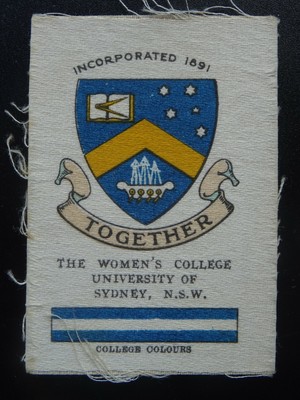 INCORPORATED 1891
TOGETHER
THE WOMEN'S COLLEGE
UNIVERSITY OF
SYDNEY, N.S.W.
COLLEGE COLOURS